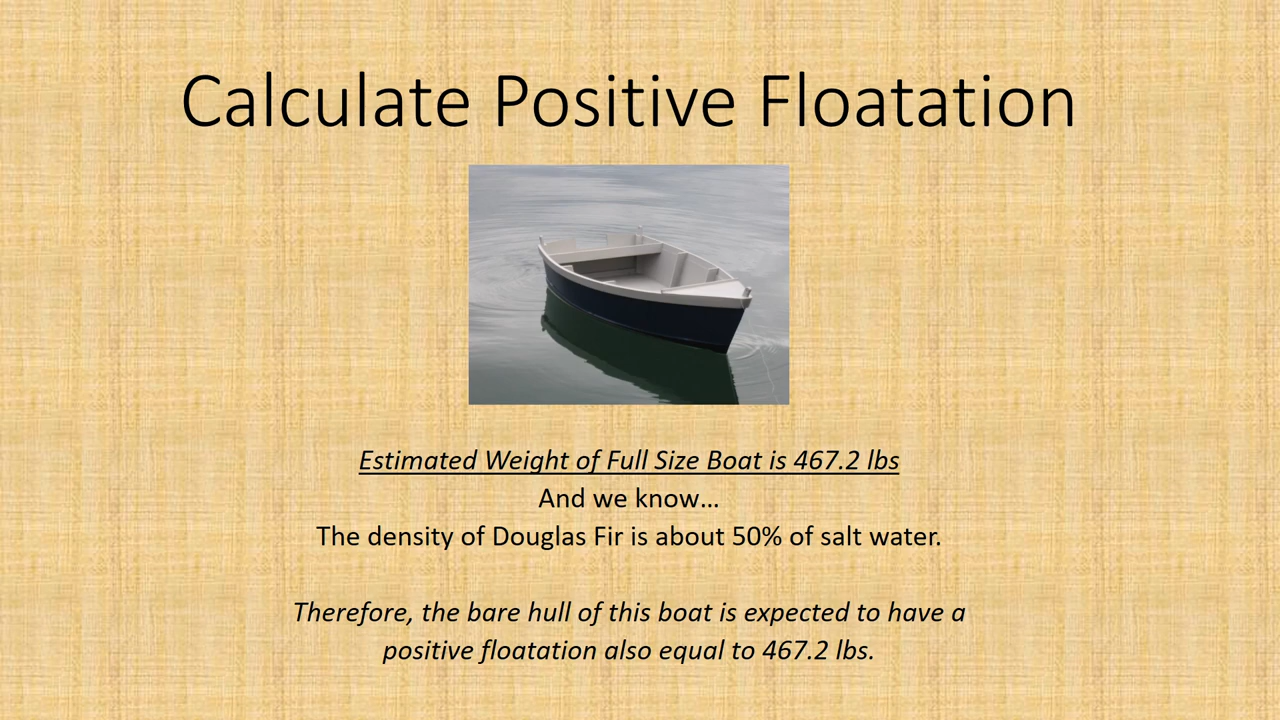 Calculate Positive Floatation
Estimated Weight of Full Size Boat is 467.2 lbs
And we know…
The density of Douglas Fir is about 50% of salt water.
Therefore, the bare hull of this boat is expected to have a
positive floatation also equal to 467.2 lbs.